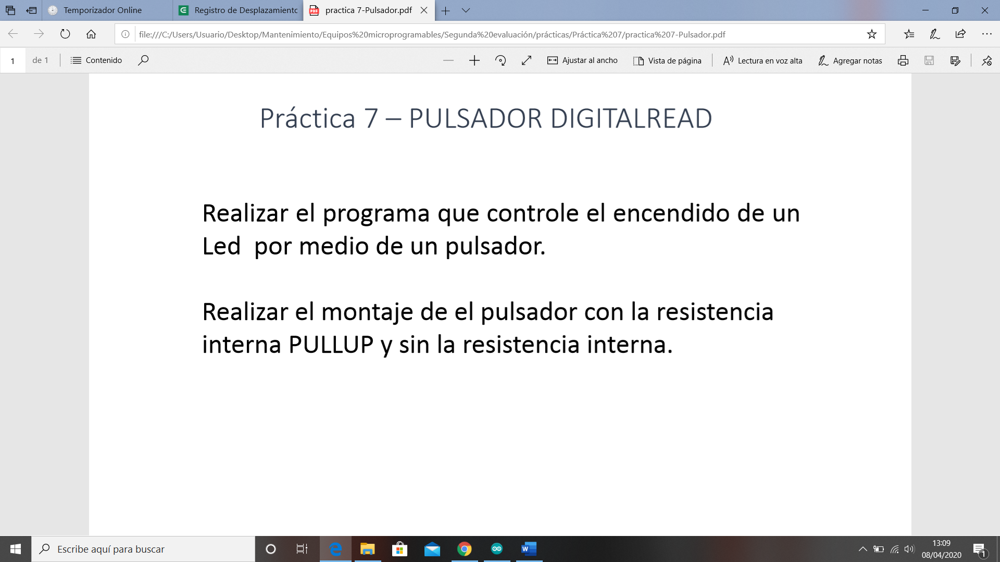 Temporizador Online
Registro de Desplazamiento
practica 7-Pulsador.pdf
file:///C:/Users/Usuario/Desktop/Mantenimiento/Equipos%20microprogramables/Segunda%20evaluación/prácticas/Práctica%207/practica%207-Pulsador.pdf
1 de 1 Contenido Ajustar al ancho Vista de página Lectura en voz alta Agregar notas
Práctica 7 – PULSADOR DIGITALREAD
Realizar el programa que controle el encendido de un
Led por medio de un pulsador.
Realizar el montaje de el pulsador con la resistencia
interna PULLUP y sin la resistencia interna.
Escribe aquí para buscar
13:09
08/04/2020
1